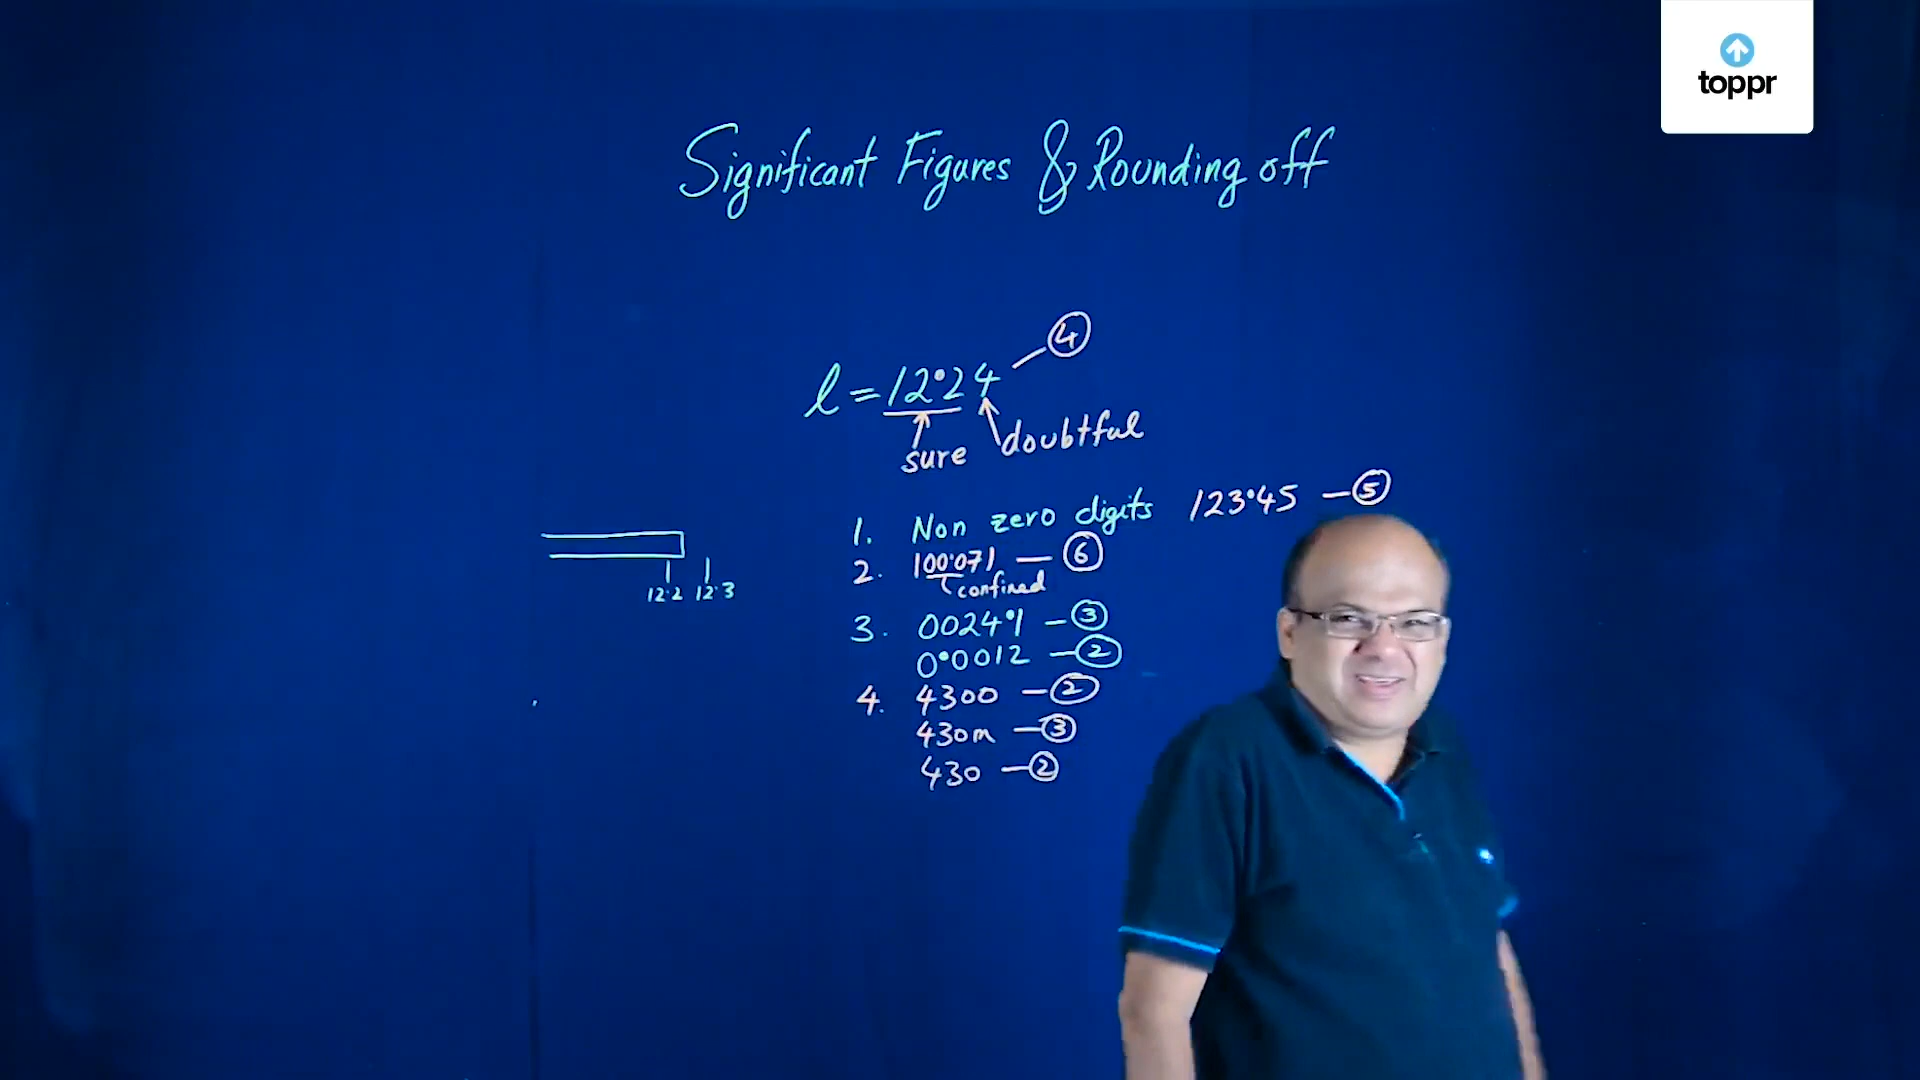 toppr
Significant Figures & Rounding off
l = 12.24 — 4
sure doubtful
1. Non zero digits 123.45 — 5
2. 100.071 — 6
confined
12.2 12.3
3. 0024.1 — 3
0.0012 — 2
4. 4300 — 2
430m — 3
430 — 2